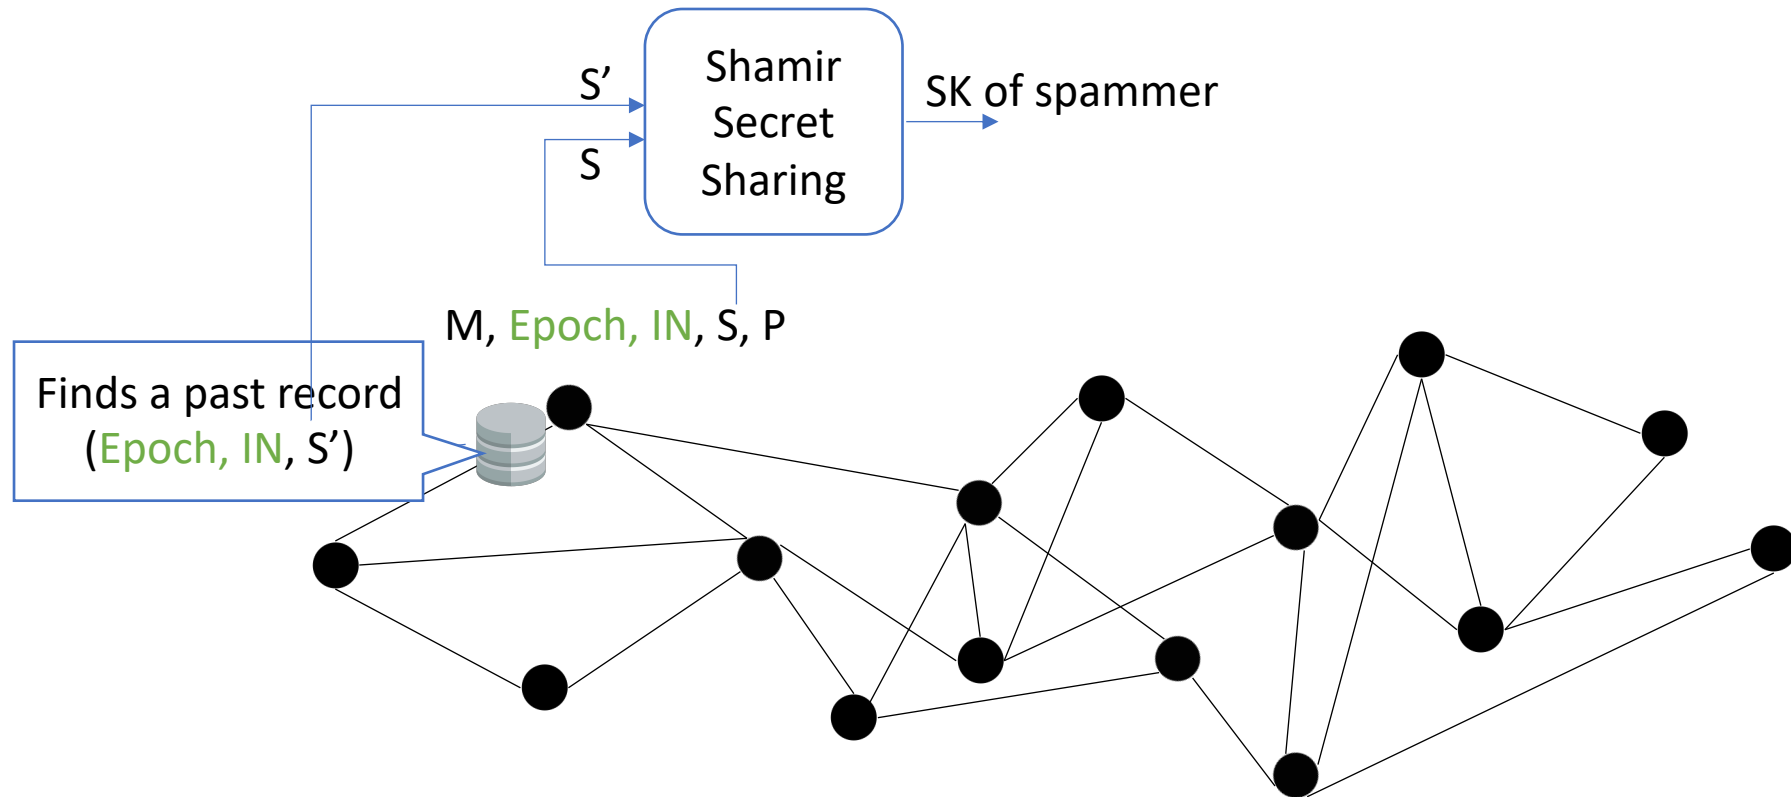 S’
S
Shamir
Secret
Sharing
SK of spammer
M, Epoch, IN, S, P
Finds a past record
(Epoch, IN, S’)